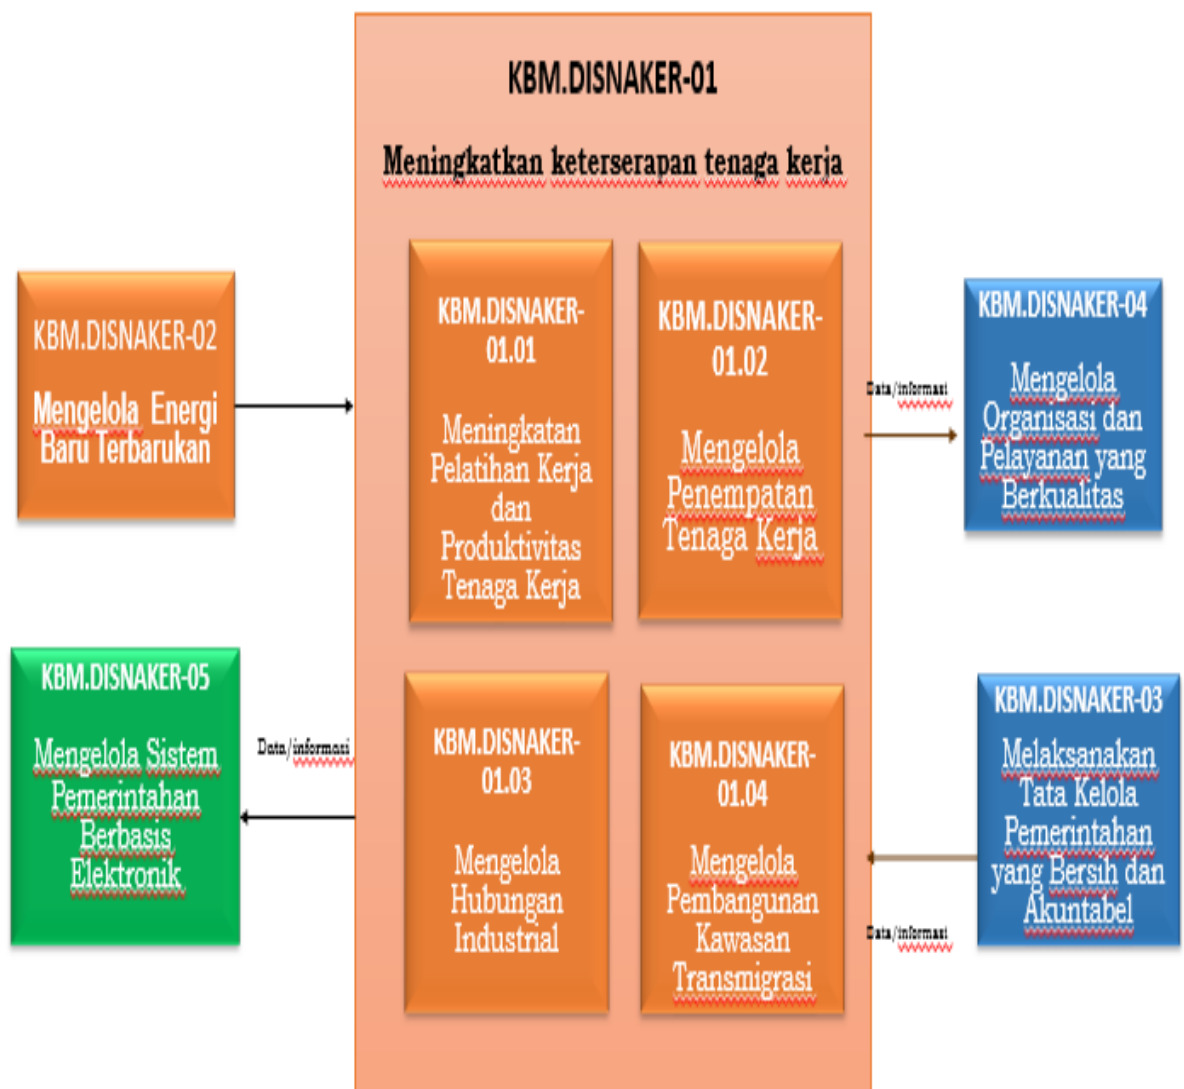 KBM.DISNAKER-01
Meningkatkan keterserapan tenaga kerja
KBM.DISNAKER-02
Mengelola Energi
Baru Terbarukan
KBM.DISNAKER-
01.01
Meningkatan
Pelatihan Kerja
dan
Produktivitas
Tenaga Kerja
KBM.DISNAKER-
01.02
Mengelola
Penempatan
Tenaga Kerja
Data/informasi
KBM.DISNAKER-04
Mengelola
Organisasi dan
Pelayanan yang
Berkualitas
KBM.DISNAKER-05
Mengelola Sistem
Pemerintahan
Berbasis
Elektronik
Data/informasi
KBM.DISNAKER-
01.03
Mengelola
Hubungan
Industrial
KBM.DISNAKER-
01.04
Mengelola
Pembangunan
Kawasan
Transmigrasi
KBM.DISNAKER-03
Melaksanakan
Tata Kelola
Pemerintahan
yang Bersih dan
Akuntabel
Data/informasi